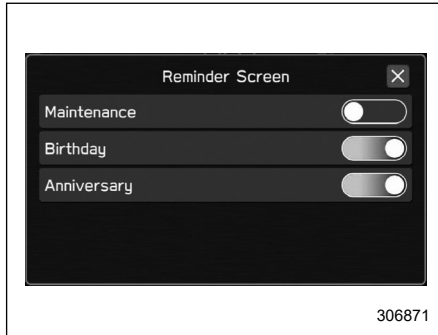 Reminder Screen
Maintenance
Birthday
Anniversary
306871